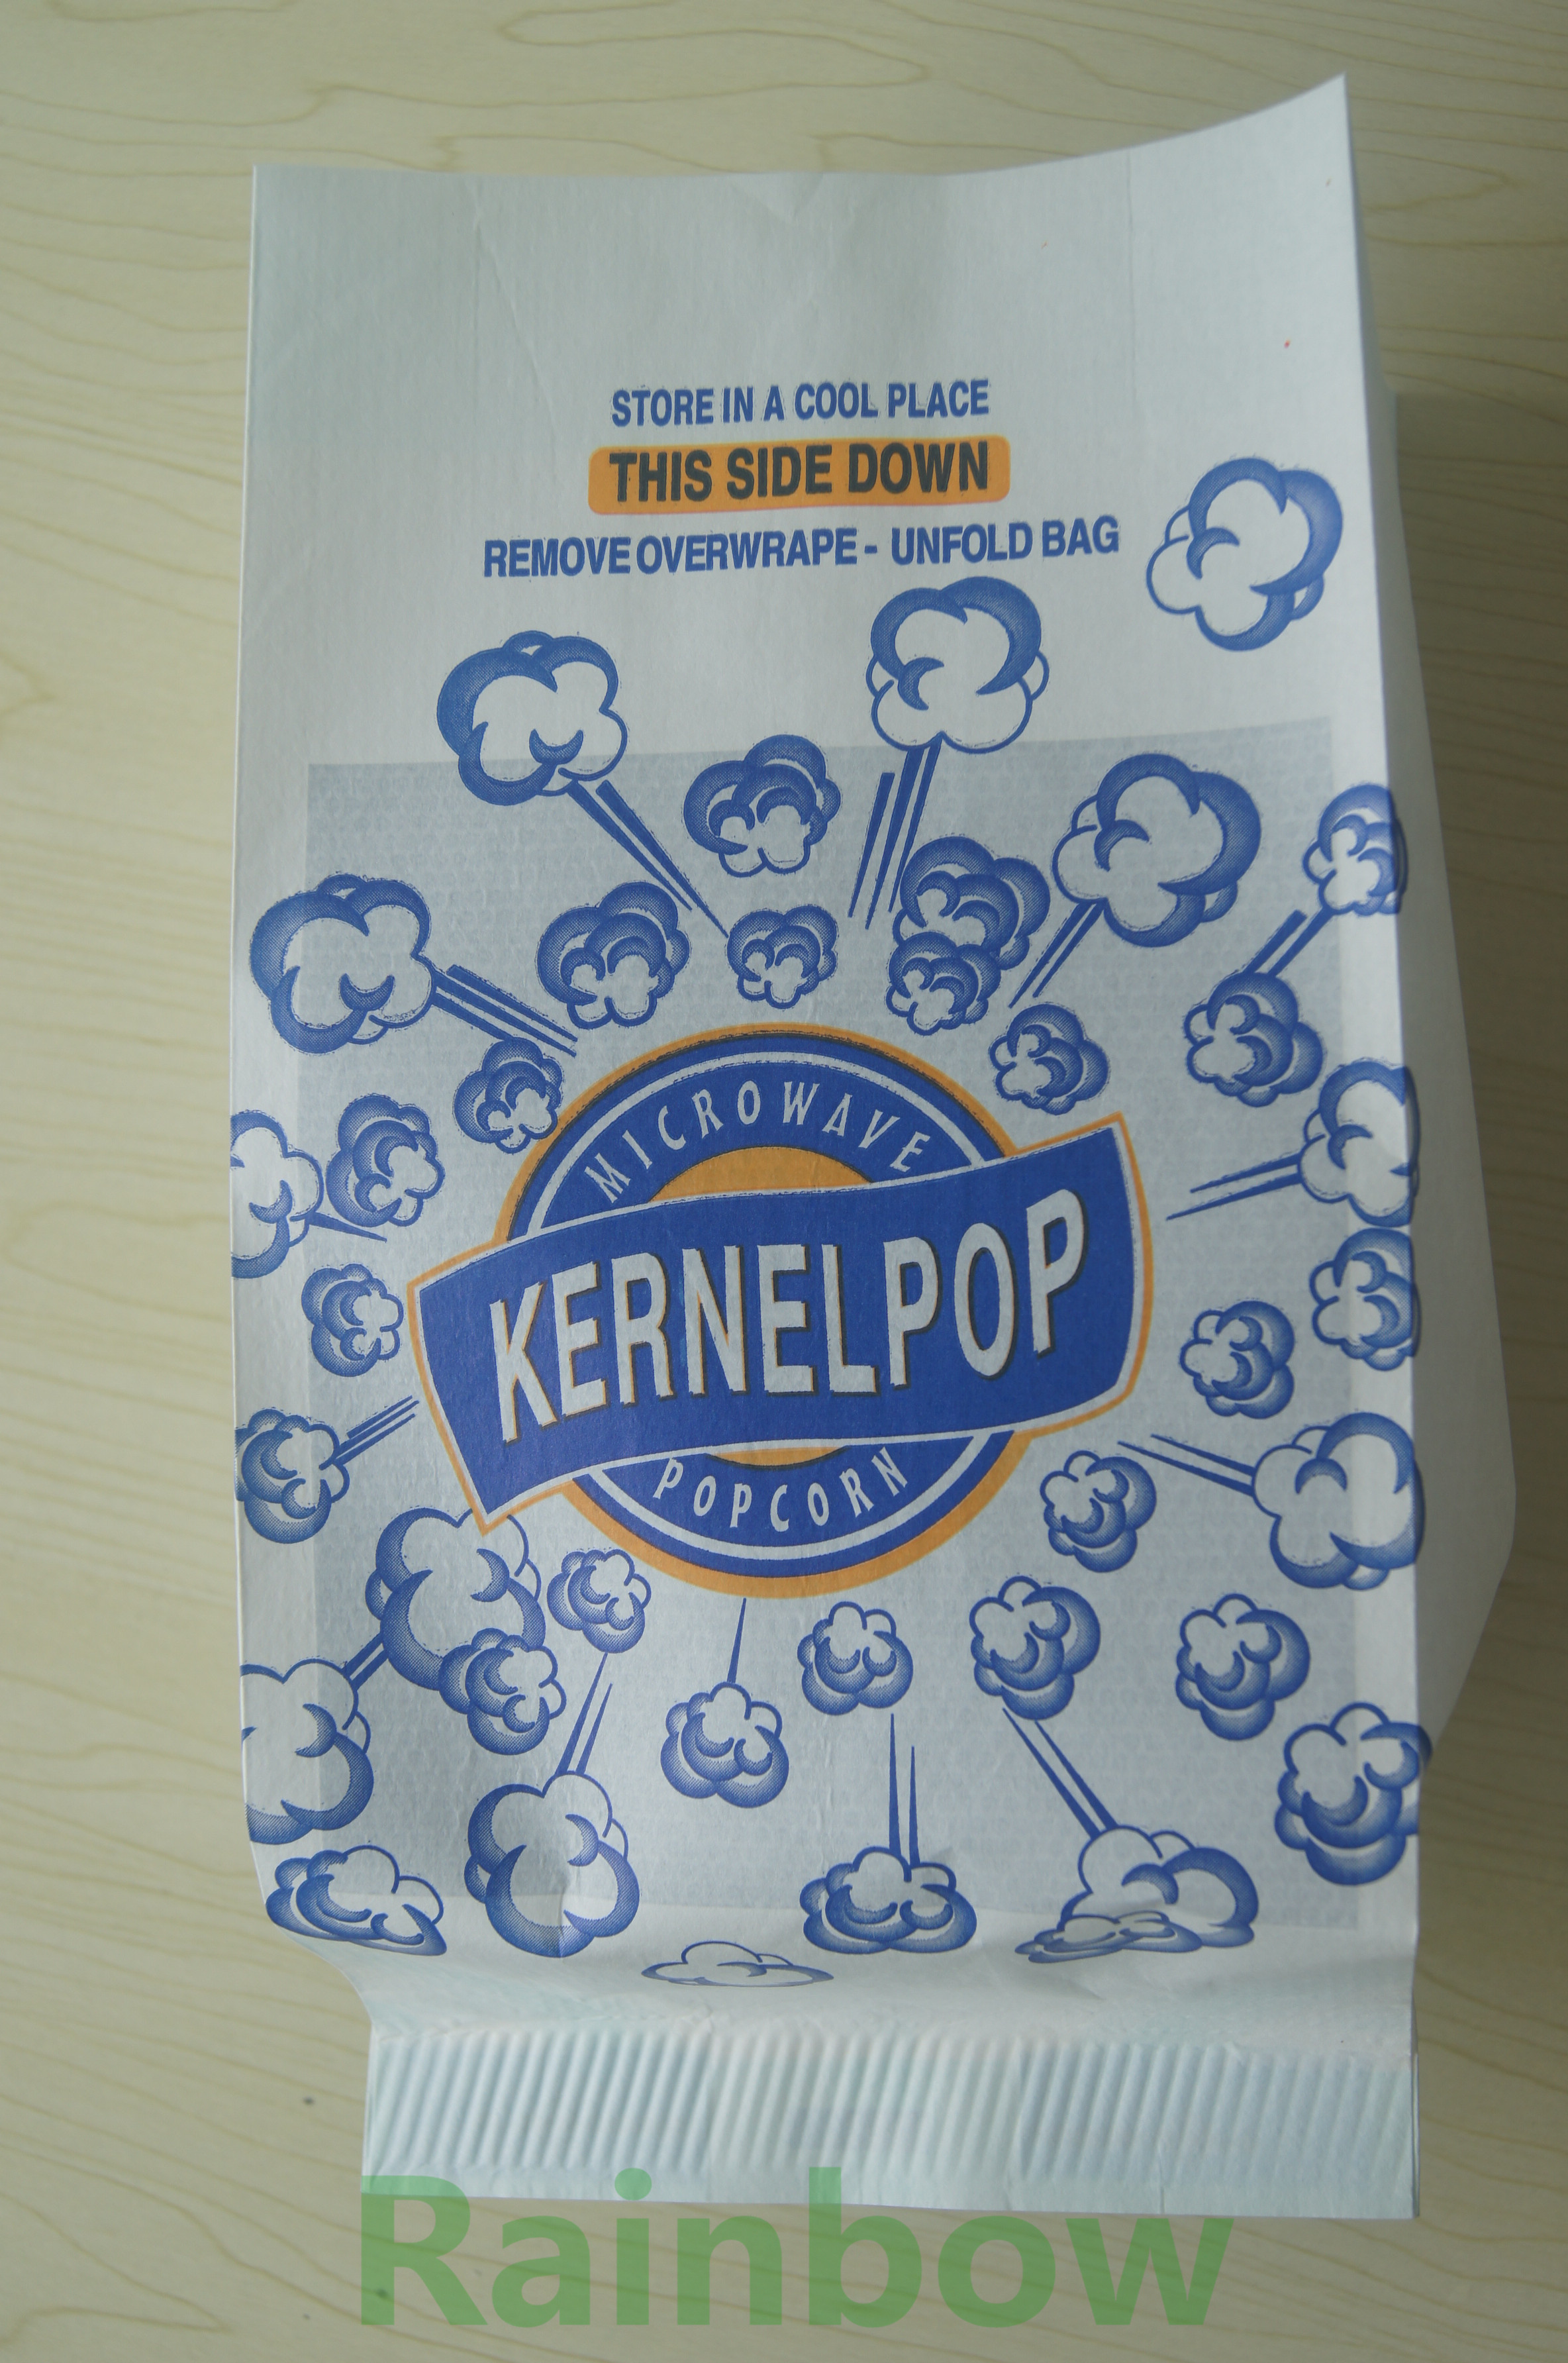 STORE IN A COOL PLACE
THIS SIDE DOWN
REMOVE OVERWRAPE - UNFOLD BAG
MICROWAVE
KERNELPOP
POPCORN
Rainbow